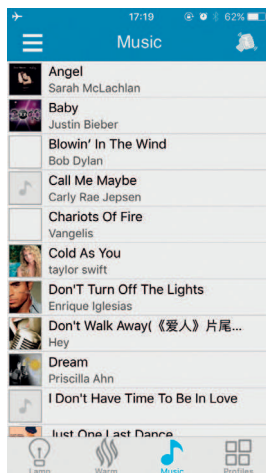 17:19 62%
Music
Angel
Sarah McLachlan
Baby
Justin Bieber
Blowin' In The Wind
Bob Dylan
Call Me Maybe
Carly Rae Jepsen
Chariots Of Fire
Vangelis
Cold As You
taylor swift
Don'T Turn Off The Lights
Enrique Iglesias
Don't Walk Away(《爱人》片尾...
Hey
Dream
Priscilla Ahn
I Don't Have Time To Be In Love
Just One Last Dance
Lamp Warm Music Profiles